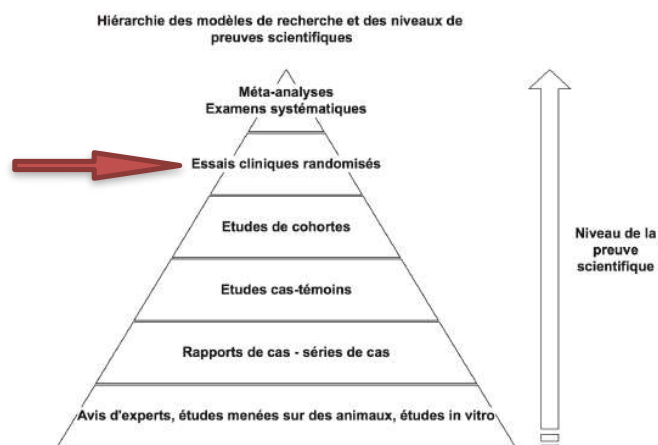 Hiérarchie des modèles de recherche et des niveaux de
preuves scientifiques
Méta-analyses
Examens systématiques
Essais cliniques randomisés
Etudes de cohortes
Etudes cas-témoins
Rapports de cas - séries de cas
Avis d'experts, études menées sur des animaux, études in vitro
Niveau de la
preuve
scientifique